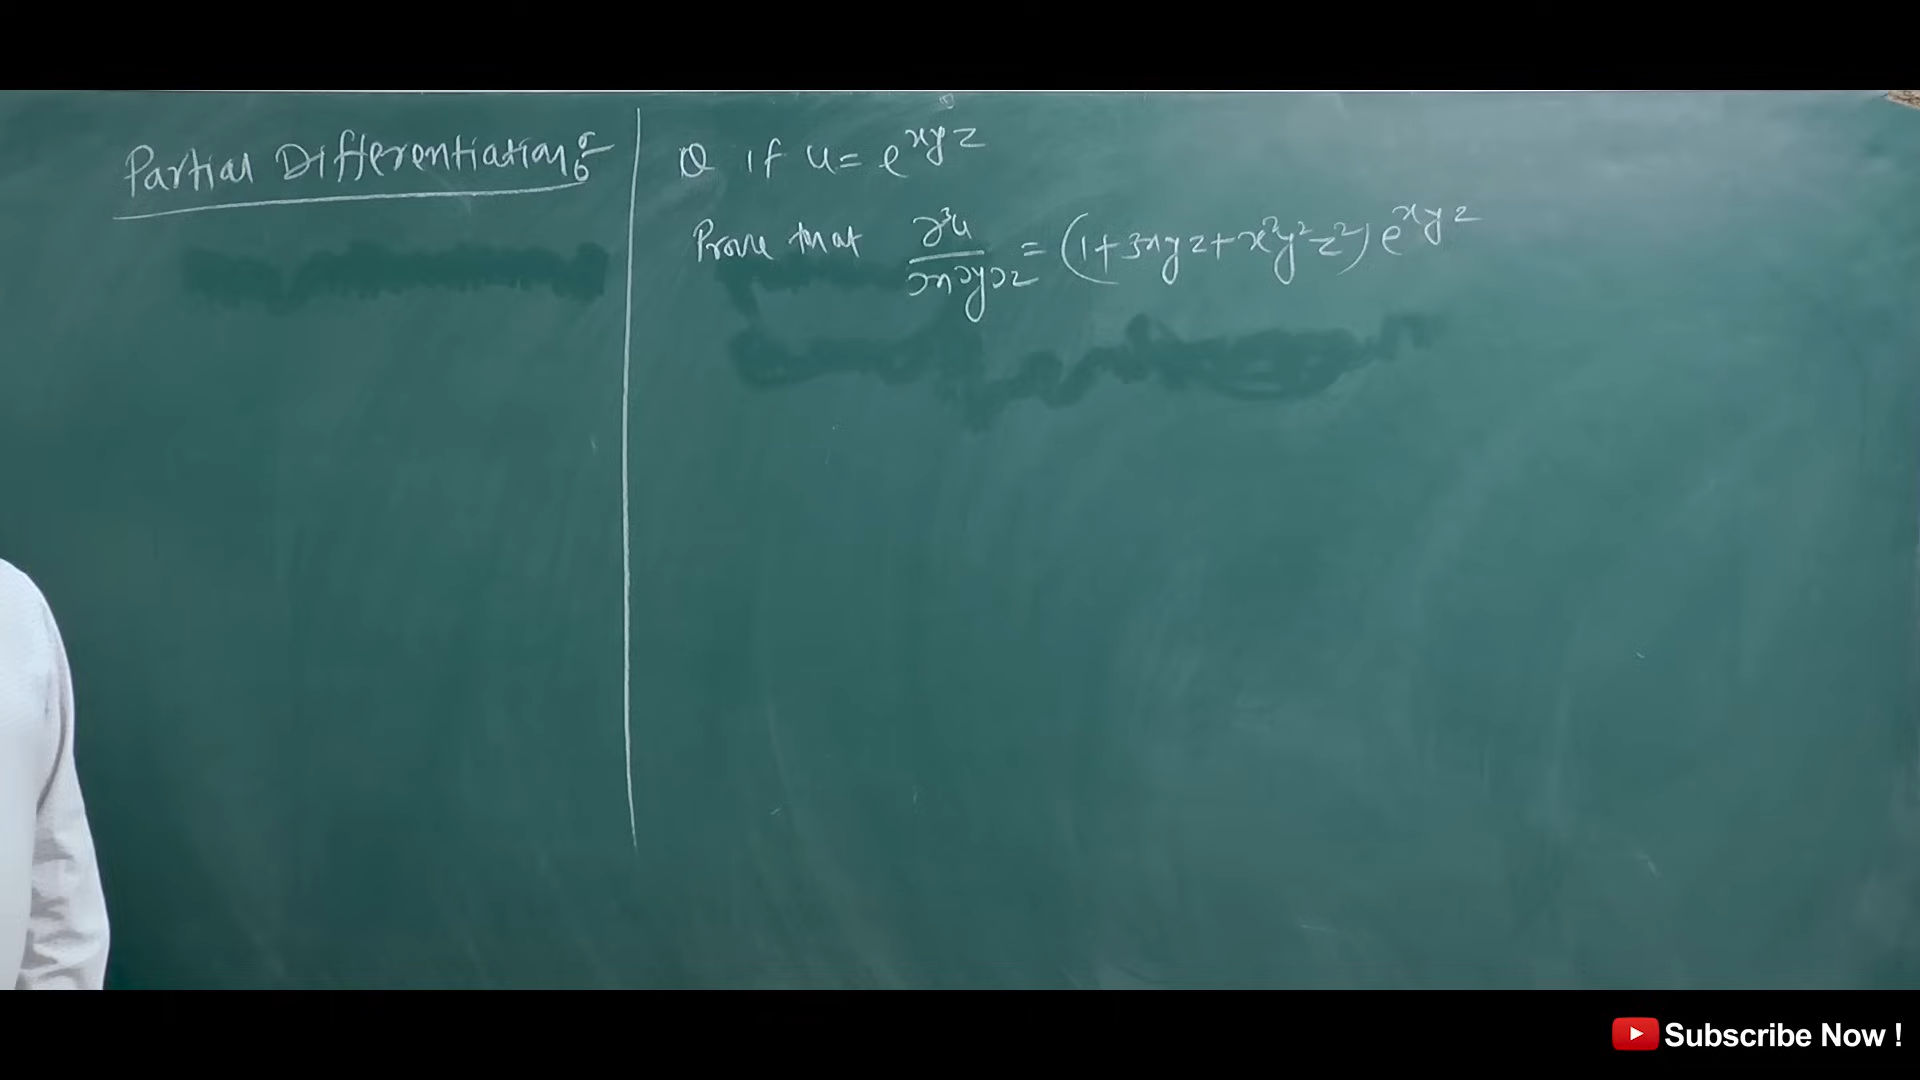 Partial Differentiation:-
Q if u = e^xyz
Prove that ∂³u/∂x∂y∂z = (1+3xyz+x²y²z²) e^xyz
Subscribe Now !